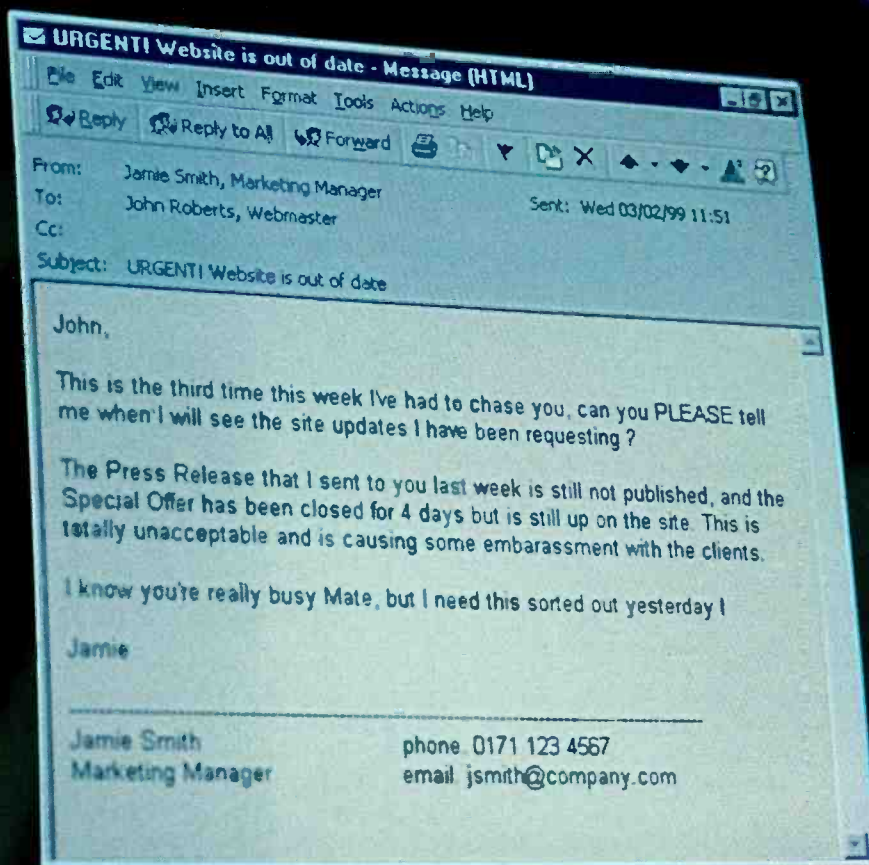 URGENT! Website is out of date - Message (HTML)
File Edit View Insert Format Tools Actions Help
Reply Reply to All Forward
From: Jamie Smith, Marketing Manager
Sent: Wed 03/02/99 11:51
To: John Roberts, Webmaster
Cc:
Subject: URGENT! Website is out of date
John,
This is the third time this week I've had to chase you, can you PLEASE tell
me when I will see the site updates I have been requesting ?
The Press Release that I sent to you last week is still not published, and the
Special Offer has been closed for 4 days but is still up on the site. This is
totally unacceptable and is causing some embarassment with the clients.
I know you're really busy Mate, but I need this sorted out yesterday !
Jamie
Jamie Smith phone 0171 123 4567
Marketing Manager email jsmith@company.com